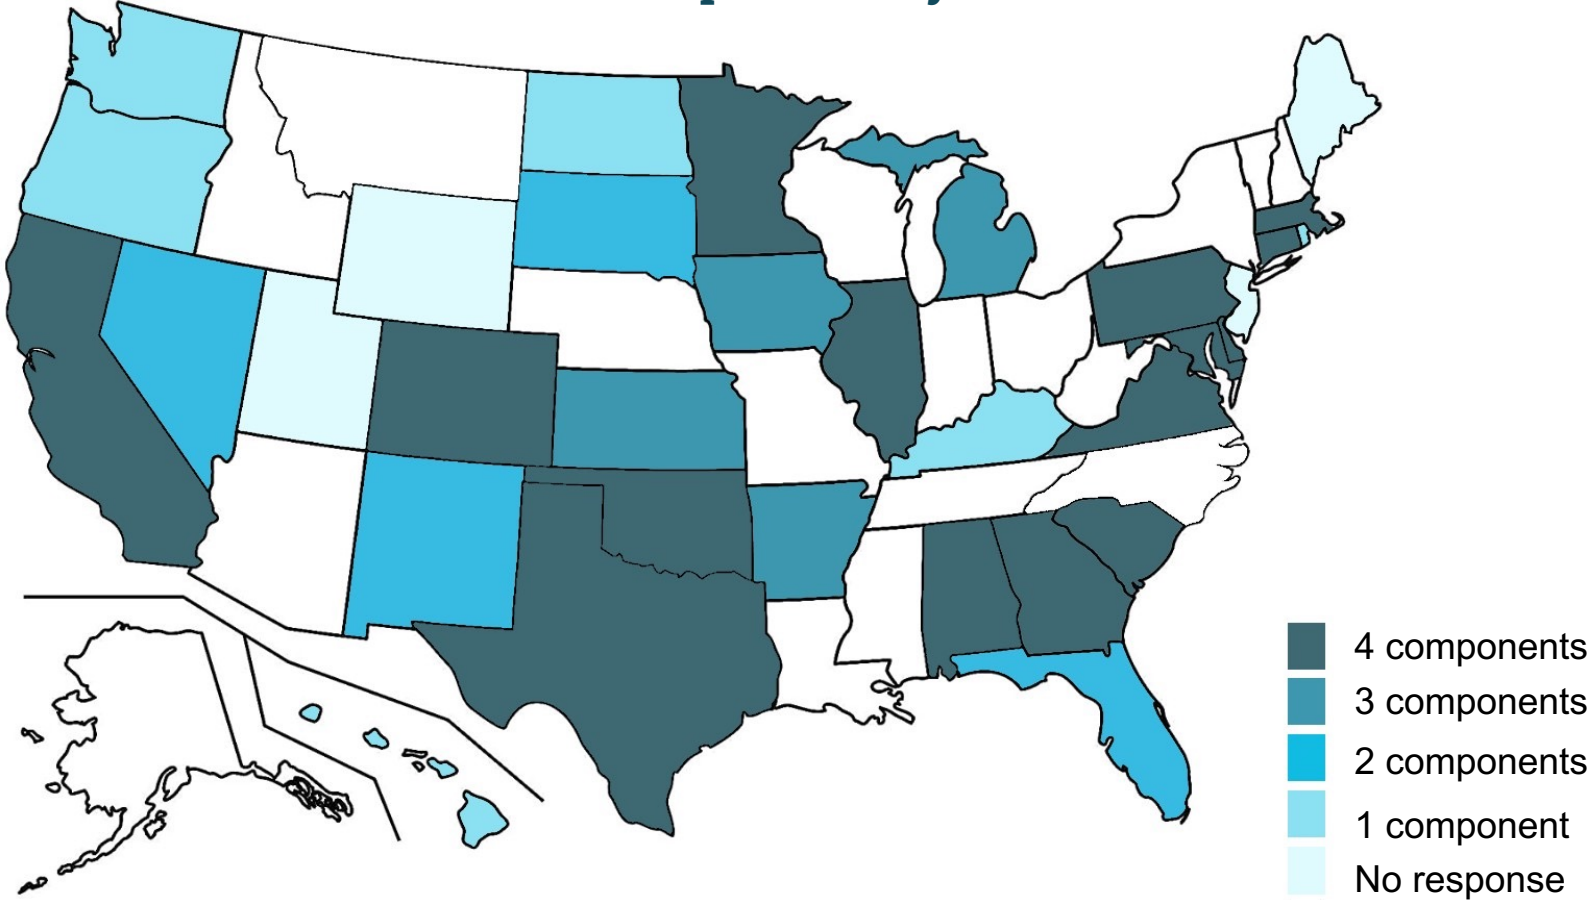 4 components
3 components
2 components
1 component
No response